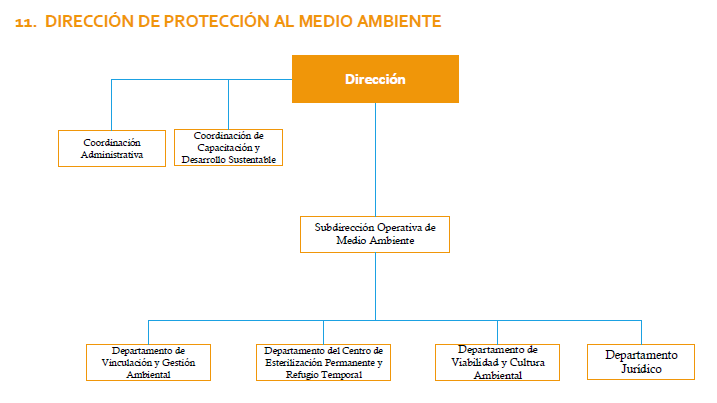 11. DIRECCIÓN DE PROTECCIÓN AL MEDIO AMBIENTE
Dirección
Coordinación
Administrativa
Coordinación de
Capacitación y
Desarrollo Sustentable
Subdirección Operativa de
Medio Ambiente
Departamento de
Vinculación y Gestión
Ambiental
Departamento del Centro de
Esterilización Permanente y
Refugio Temporal
Departamento de
Viabilidad y Cultura
Ambiental
Departamento
Jurídico